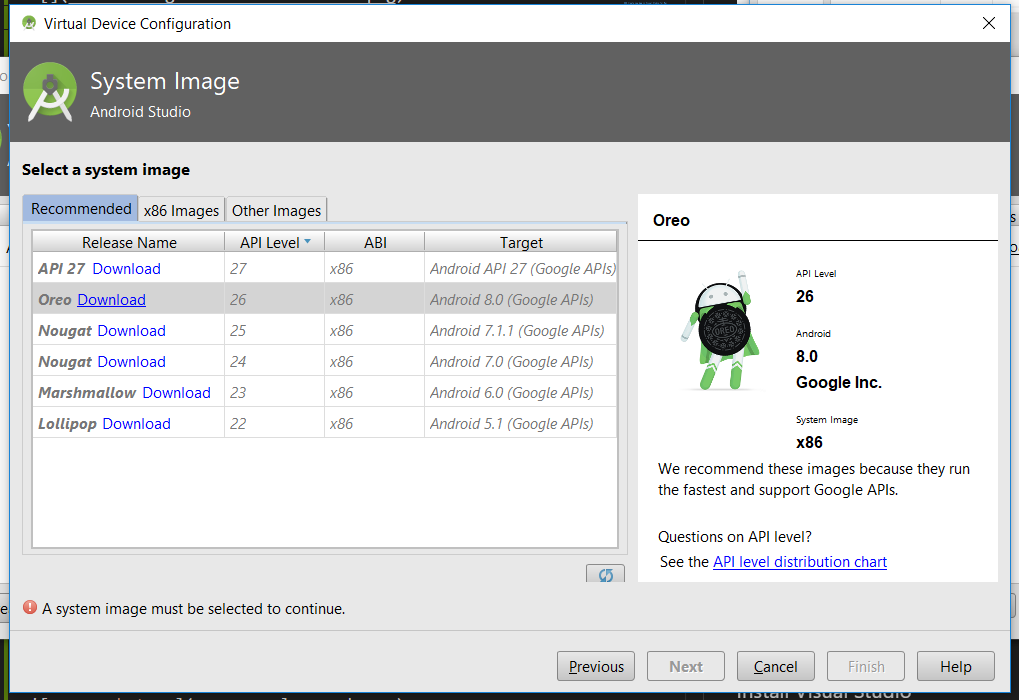 Virtual Device Configuration
System Image
Android Studio
Select a system image
Recommended x86 Images Other Images
Release Name API Level ABI Target
API 27 Download 27 x86 Android API 27 (Google APIs)
Oreo Download 26 x86 Android 8.0 (Google APIs)
Nougat Download 25 x86 Android 7.1.1 (Google APIs)
Nougat Download 24 x86 Android 7.0 (Google APIs)
Marshmallow Download 23 x86 Android 6.0 (Google APIs)
Lollipop Download 22 x86 Android 5.1 (Google APIs)
Oreo
OREO
API Level
26
Android
8.0
Google Inc.
System Image
x86
We recommend these images because they run
the fastest and support Google APIs.
Questions on API level?
See the API level distribution chart
A system image must be selected to continue.
Previous Next Cancel Finish Help
Install Visual Studio